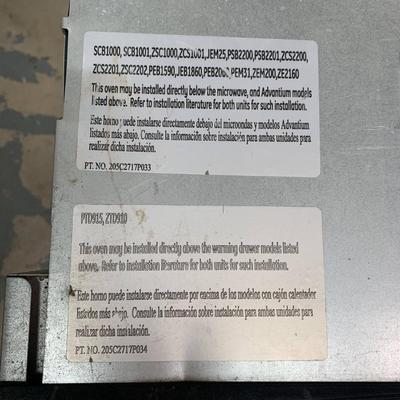 SCB1000, SCB1001,ZSC1000,ZCS1001,JEM25,PSB2200,PSB2201,ZCS2200,
ZCS2201,ZSC2202,PEB1590,JEB1860,PEB2060,PEM31,ZEM200,ZE2160
This oven may be installed directly below the microwave, and Advantium models
listed above. Refer to installation literature for both units for such installation.
Este horno puede instalarse directamente debajo del microondas y modelos Advantium
listados más abajo. Consulte la información sobre instalación para ambas unidades para
realizar dicha instalación.
PT. NO. 205C2717P033
PTD915, ZTD910
This oven may be installed directly above the warming drawer models listed
above. Refer to installation literature for both units for such installation.
Este horno puede instalarse directamente por encima de los modelos con cajón calentador
listados más abajo. Consulte la información sobre instalación para ambas unidades para
realizar dicha instalación.
PT. NO. 205C2717P034